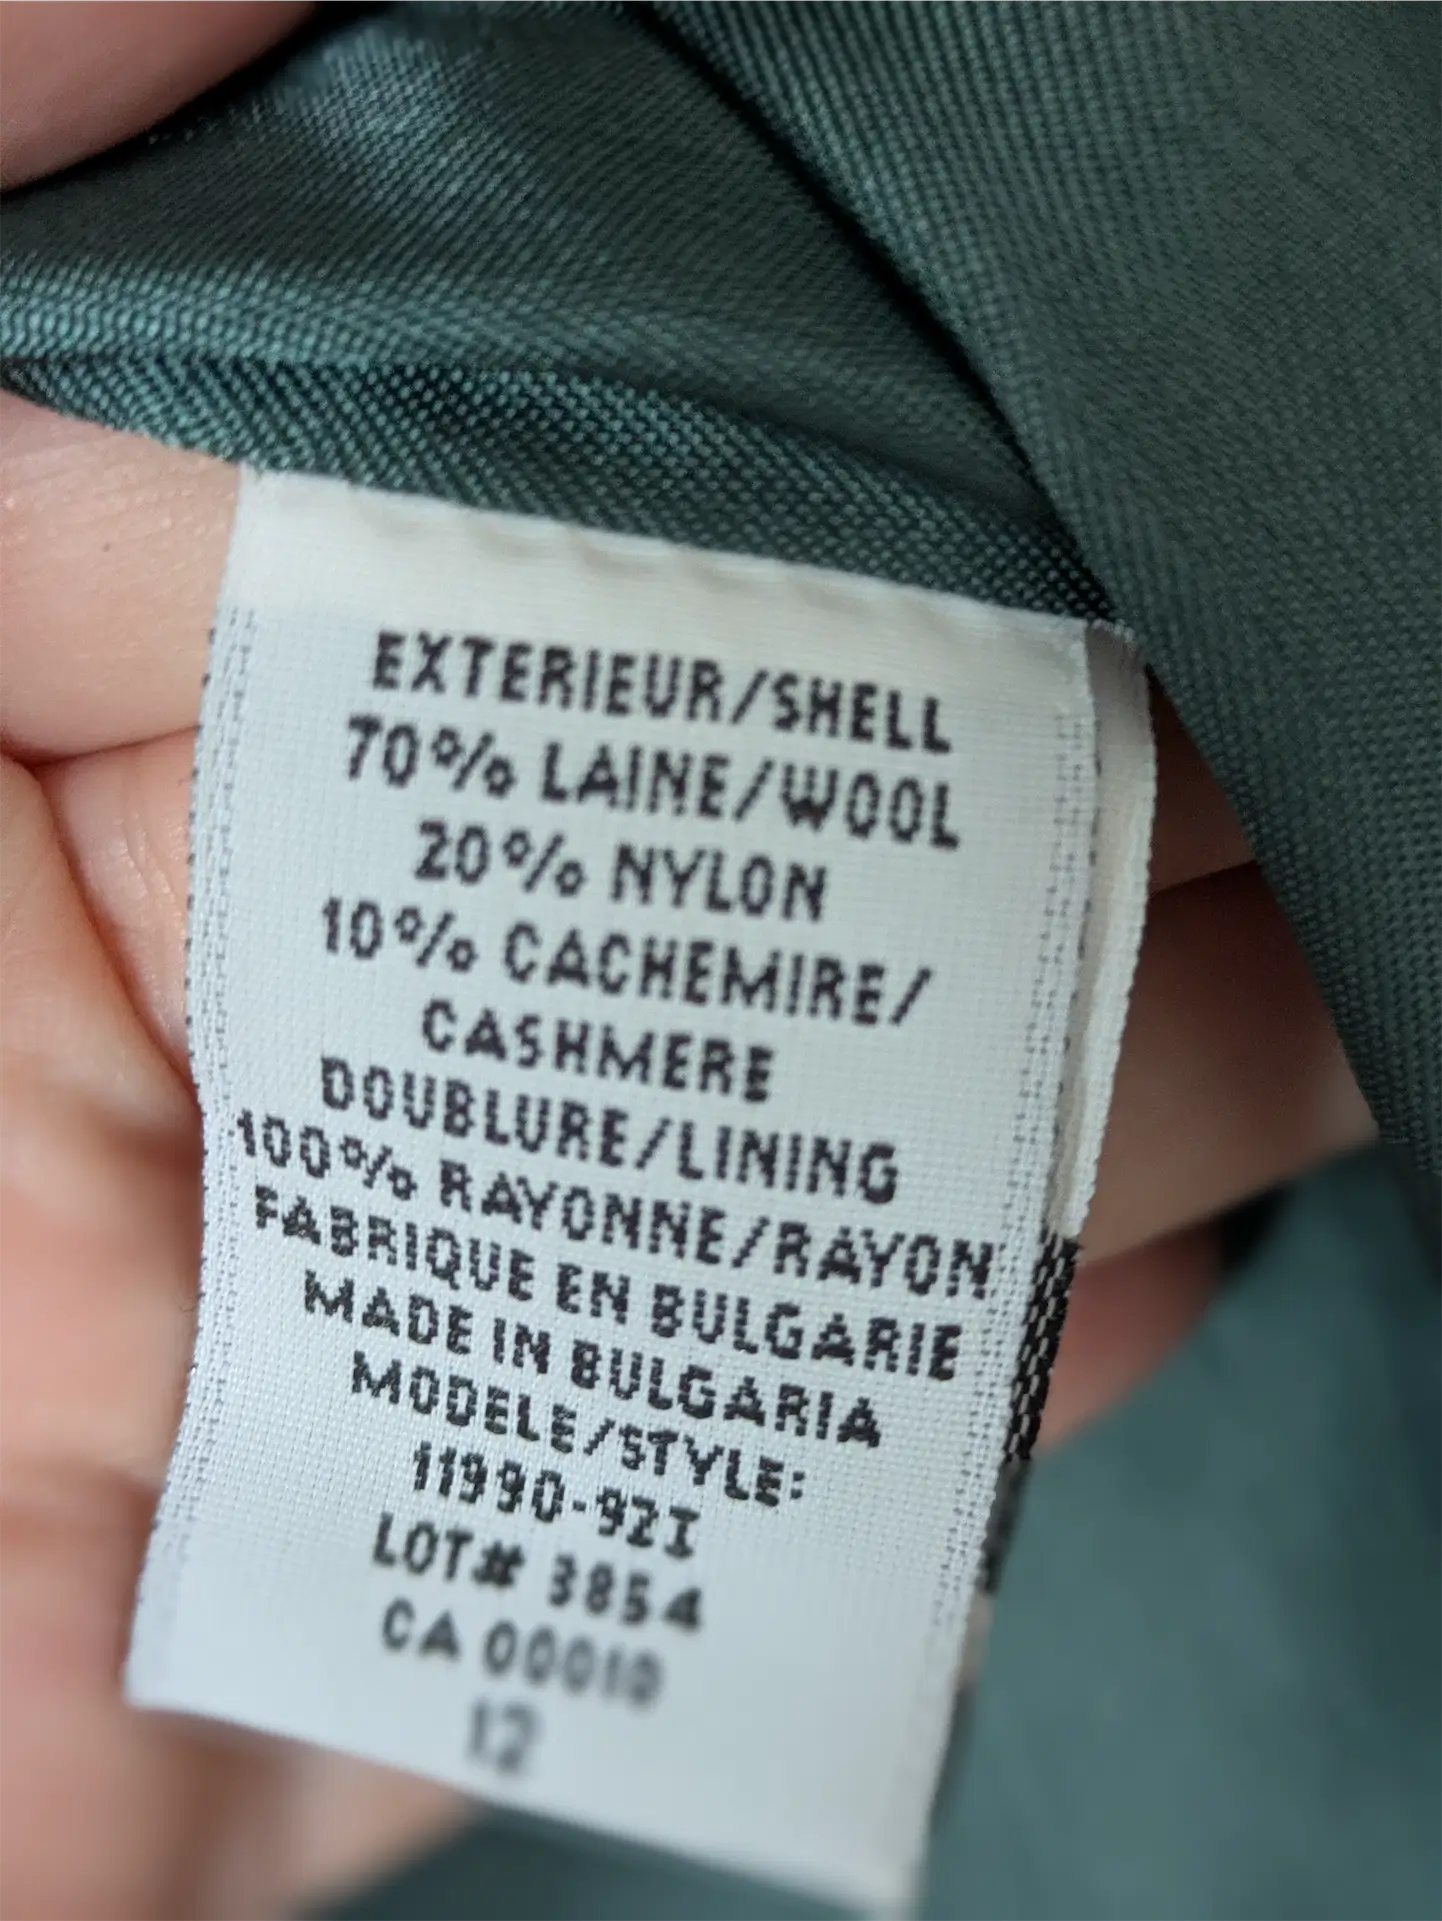 EXTERIEUR/SHELL
70% LAINE/WOOL
20% NYLON
10% CACHEMIRE/
CASHMERE
DOUBLURE/LINING
100% RAYONNE/RAYON
FABRIQUE EN BULGARIE
MADE IN BULGARIA
MODELE/STYLE:
11990-92I
LOT# 3854
CA 00010
12